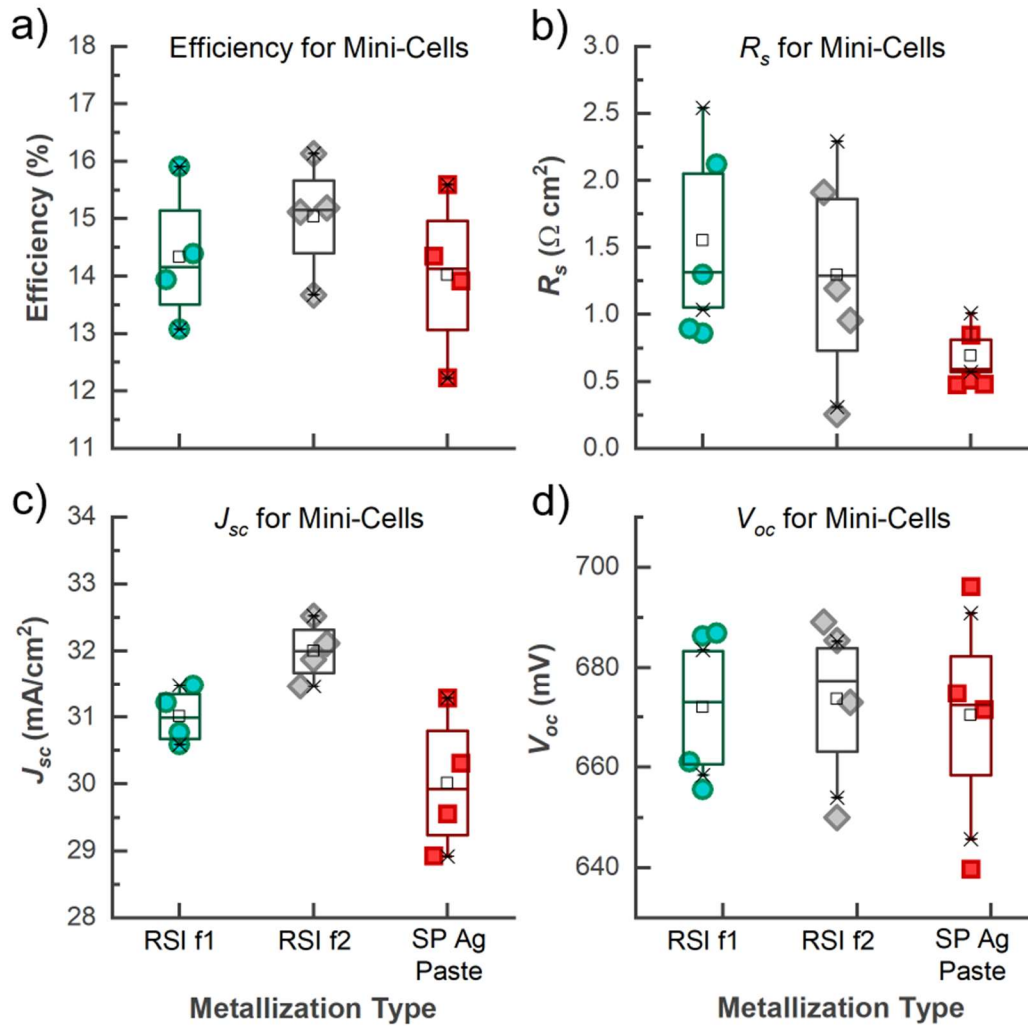 a)
Efficiency for Mini-Cells
18
17
16
15
14
13
12
11
Efficiency (%)
b)
Rs for Mini-Cells
3.0
2.5
2.0
1.5
1.0
0.5
0.0
Rs (Ω cm²)
c)
Jsc for Mini-Cells
34
33
32
31
30
29
28
Jsc (mA/cm²)
RSI f1
RSI f2
SP Ag
Paste
Metallization Type
d)
Voc for Mini-Cells
700
680
660
640
Voc (mV)
RSI f1
RSI f2
SP Ag
Paste
Metallization Type